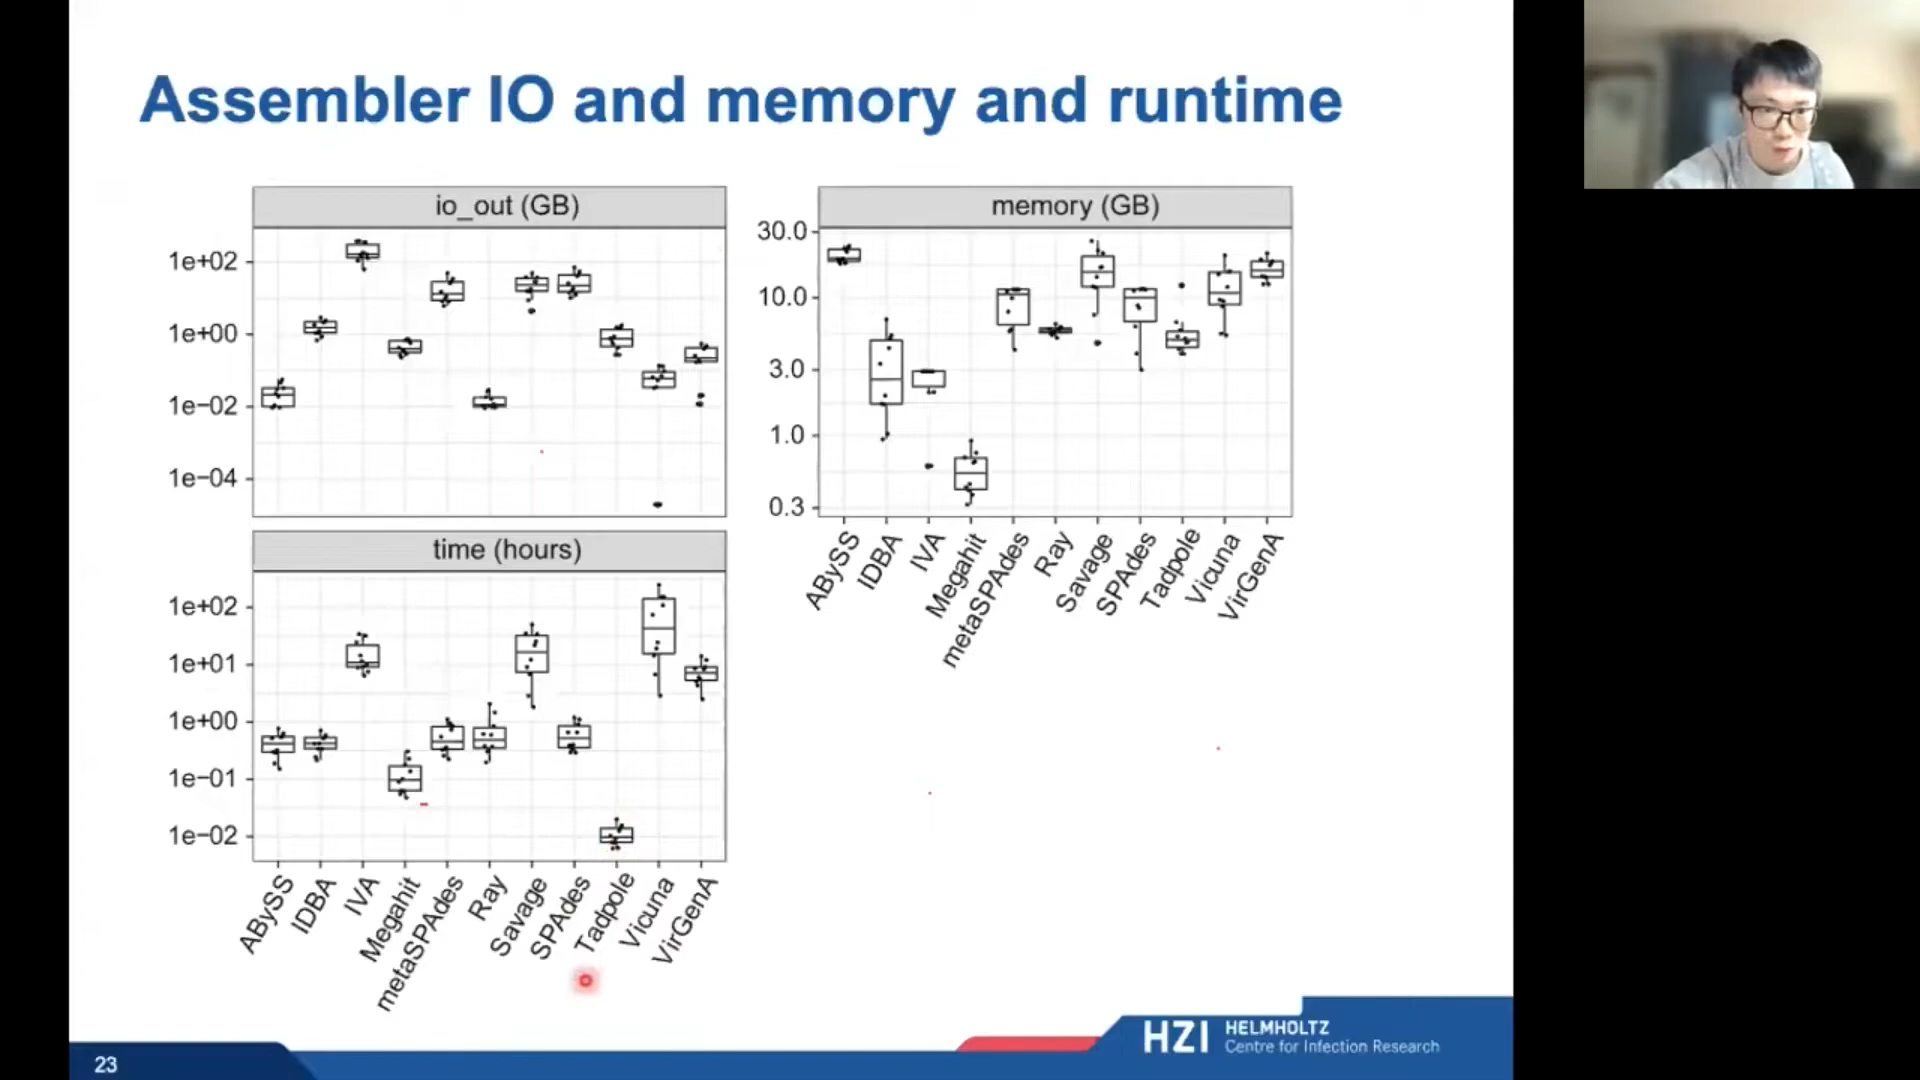 Assembler IO and memory and runtime
io_out (GB)
1e+02
1e+00
1e−02
1e−04
time (hours)
1e+02
1e+01
1e+00
1e−01
1e−02
ABySS
IDBA
IVA
Megahit
metaSPAdes
Ray
Savage
SPAdes
Tadpole
Vicuna
VirGenA
memory (GB)
30.0
10.0
3.0
1.0
0.3
ABySS
IDBA
IVA
Megahit
metaSPAdes
Ray
Savage
SPAdes
Tadpole
Vicuna
VirGenA
23
HZI
HELMHOLTZ
Centre for Infection Research